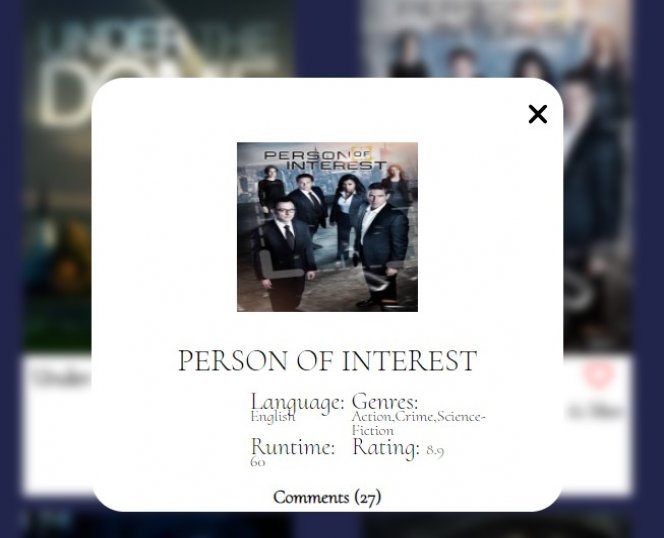 UNDER THE
DOME
PERSON OF
INTEREST
PERSON OF INTEREST
Language: Genres:
English Action,Crime,Science-
Fiction
Runtime: Rating: 8.9
60
Comments (27)
Under